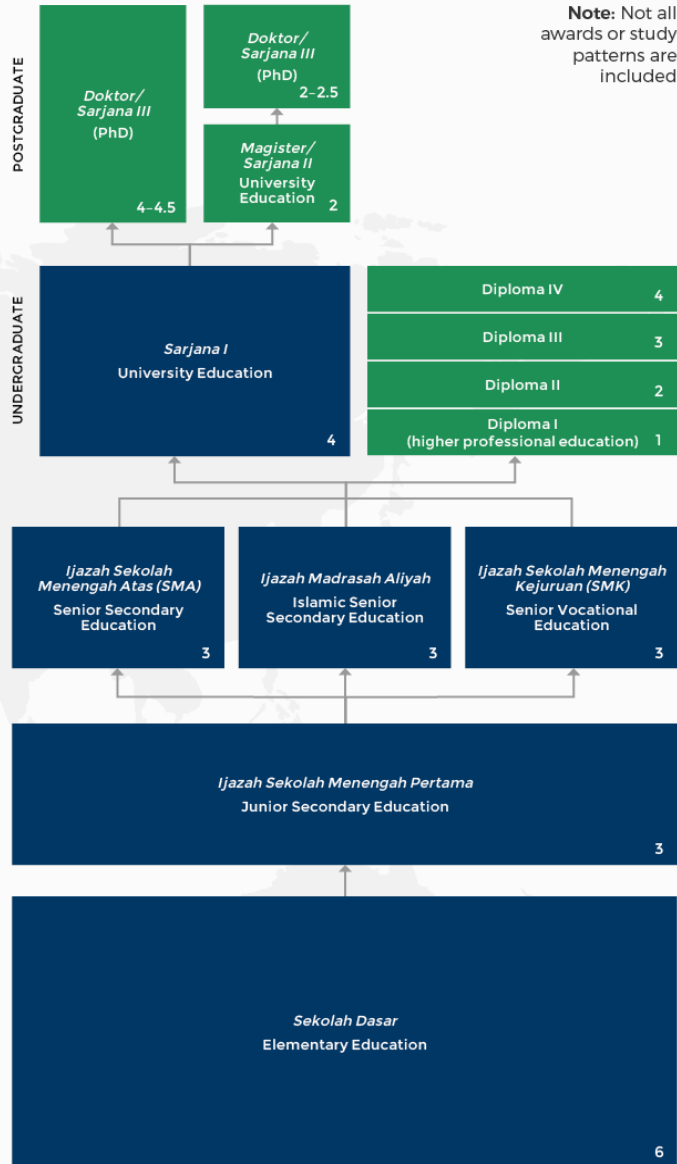 Note: Not all
awards or study
patterns are
included
POSTGRADUATE
Doktor/
Sarjana III
(PhD)
4–4.5
Doktor/
Sarjana III
(PhD)
2–2.5
Magister/
Sarjana II
University
Education
2
UNDERGRADUATE
Sarjana I
University Education
4
Diploma IV
4
Diploma III
3
Diploma II
2
Diploma I
(higher professional education)
1
Ijazah Sekolah
Menengah Atas (SMA)
Senior Secondary
Education
3
Ijazah Madrasah Aliyah
Islamic Senior
Secondary Education
3
Ijazah Sekolah Menengah
Kejuruan (SMK)
Senior Vocational
Education
3
Ijazah Sekolah Menengah Pertama
Junior Secondary Education
3
Sekolah Dasar
Elementary Education
6